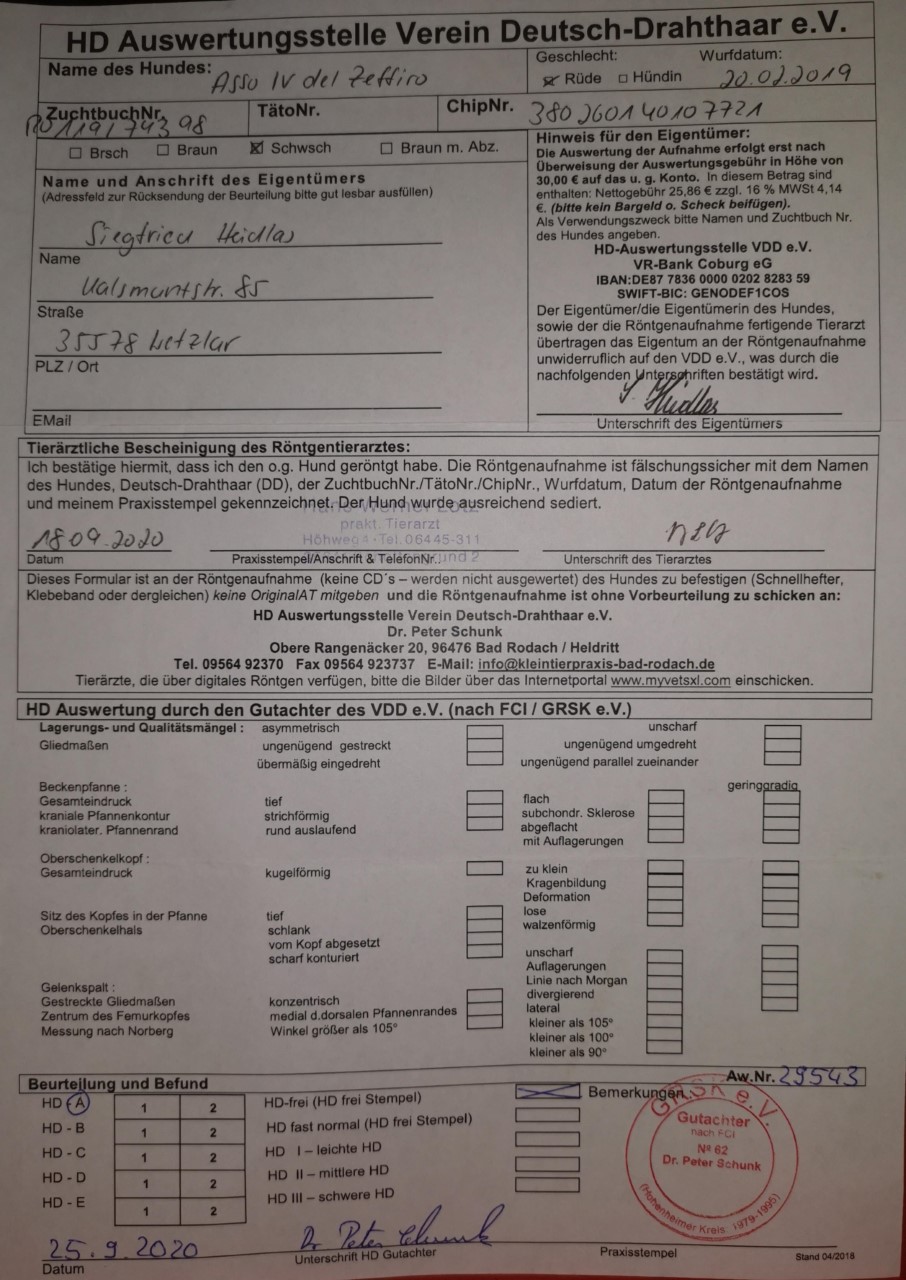 HD Auswertungsstelle Verein Deutsch-Drahthaar e.V.
Name des Hundes: Asso IV del Zeffiro
Geschlecht: Wurfdatum:
Rüde Hündin 20.02.2019
ZuchtbuchNr. TätoNr. ChipNr. 380260140107721
RO119174398
Brsch Braun Schwsch Braun m. Abz.
Name und Anschrift des Eigentümers
(Adressfeld zur Rücksendung der Beurteilung bitte gut lesbar ausfüllen)
Siegfried Heidlas
Name
Kalsmuntstr. 85
Straße
35578 Wetzlar
PLZ / Ort
EMail
Hinweis für den Eigentümer:
Die Auswertung der Aufnahme erfolgt erst nach
Überweisung der Auswertungsgebühr in Höhe von
30,00 € auf das u. g. Konto. In diesem Betrag sind
enthalten: Nettogebühr 25,86 € zzgl. 16 % MWSt 4,14
€. (bitte kein Bargeld o. Scheck beifügen).
Als Verwendungszweck bitte Namen und Zuchtbuch Nr.
des Hundes angeben.
HD-Auswertungsstelle VDD e.V.
VR-Bank Coburg eG
IBAN:DE87 7836 0000 0202 8283 59
SWIFT-BIC: GENODEF1COS
Der Eigentümer/die Eigentümerin des Hundes,
sowie der die Röntgenaufnahme fertigende Tierarzt
übertragen das Eigentum an der Röntgenaufnahme
unwiderruflich auf den VDD e.V., was durch die
nachfolgenden Unterschriften bestätigt wird.
S. Heidlas
Unterschrift des Eigentümers
Tierärztliche Bescheinigung des Röntgentierarztes:
Ich bestätige hiermit, dass ich den o.g. Hund geröntgt habe. Die Röntgenaufnahme ist fälschungssicher mit dem Namen
des Hundes, Deutsch-Drahthaar (DD), der ZuchtbuchNr./TätoNr./ChipNr., Wurfdatum, Datum der Röntgenaufnahme
und meinem Praxisstempel gekennzeichnet. Der Hund wurde ausreichend sediert.
prakt. Tierarzt
18.09.2020 Höhweg 4 · Tel. 06445-311
Datum Praxisstempel/Anschrift & TelefonNr.: Unterschrift des Tierarztes
Dieses Formular ist an der Röntgenaufnahme (keine CD´s – werden nicht ausgewertet) des Hundes zu befestigen (Schnellhefter,
Klebeband oder dergleichen) keine OriginalAT mitgeben und die Röntgenaufnahme ist ohne Vorbeurteilung zu schicken an:
HD Auswertungsstelle Verein Deutsch-Drahthaar e.V.
Dr. Peter Schunk
Obere Rangenäcker 20, 96476 Bad Rodach / Heldritt
Tel. 09564 92370 Fax 09564 923737 E-Mail: info@kleintierpraxis-bad-rodach.de
Tierärzte, die über digitales Röntgen verfügen, bitte die Bilder über das Internetportal www.myvetsxl.com einschicken.
HD Auswertung durch den Gutachter des VDD e.V. (nach FCI / GRSK e.V.)
Lagerungs- und Qualitätsmängel : asymmetrisch unscharf
Gliedmaßen ungenügend gestreckt ungenügend umgedreht
übermäßig eingedreht ungenügend parallel zueinander
Beckenpfanne : geringgradig
Gesamteindruck tief flach
kraniale Pfannenkontur strichförmig subchondr. Sklerose
kraniolater. Pfannenrand rund auslaufend abgeflacht
mit Auflagerungen
Oberschenkelkopf :
Gesamteindruck kugelförmig zu klein
Kragenbildung
Deformation
Sitz des Kopfes in der Pfanne tief lose
Oberschenkelhals schlank walzenförmig
vom Kopf abgesetzt
scharf konturiert unscharf
Auflagerungen
Gelenkspalt : Linie nach Morgan
Gestreckte Gliedmaßen konzentrisch divergierend
Zentrum des Femurkopfes medial d.dorsalen Pfannenrandes lateral
Messung nach Norberg Winkel größer als 105° kleiner als 105°
kleiner als 100°
kleiner als 90°
Beurteilung und Befund Aw.Nr. 29543
HD - A 1 2 HD-frei (HD frei Stempel) Bemerkungen
HD - B 1 2 HD fast normal (HD frei Stempel)
HD - C 1 2 HD I – leichte HD
HD - D 1 2 HD II – mittlere HD
HD - E 1 2 HD III – schwere HD
GRSK e.V.
Gutachter
nach FCI
Nº 62
Dr. Peter Schunk
(Hohenheimer Kreis 1979-1995)
25.9.2020 Dr Peter Schunk
Datum Unterschrift HD Gutachter Praxisstempel Stand 04/2018